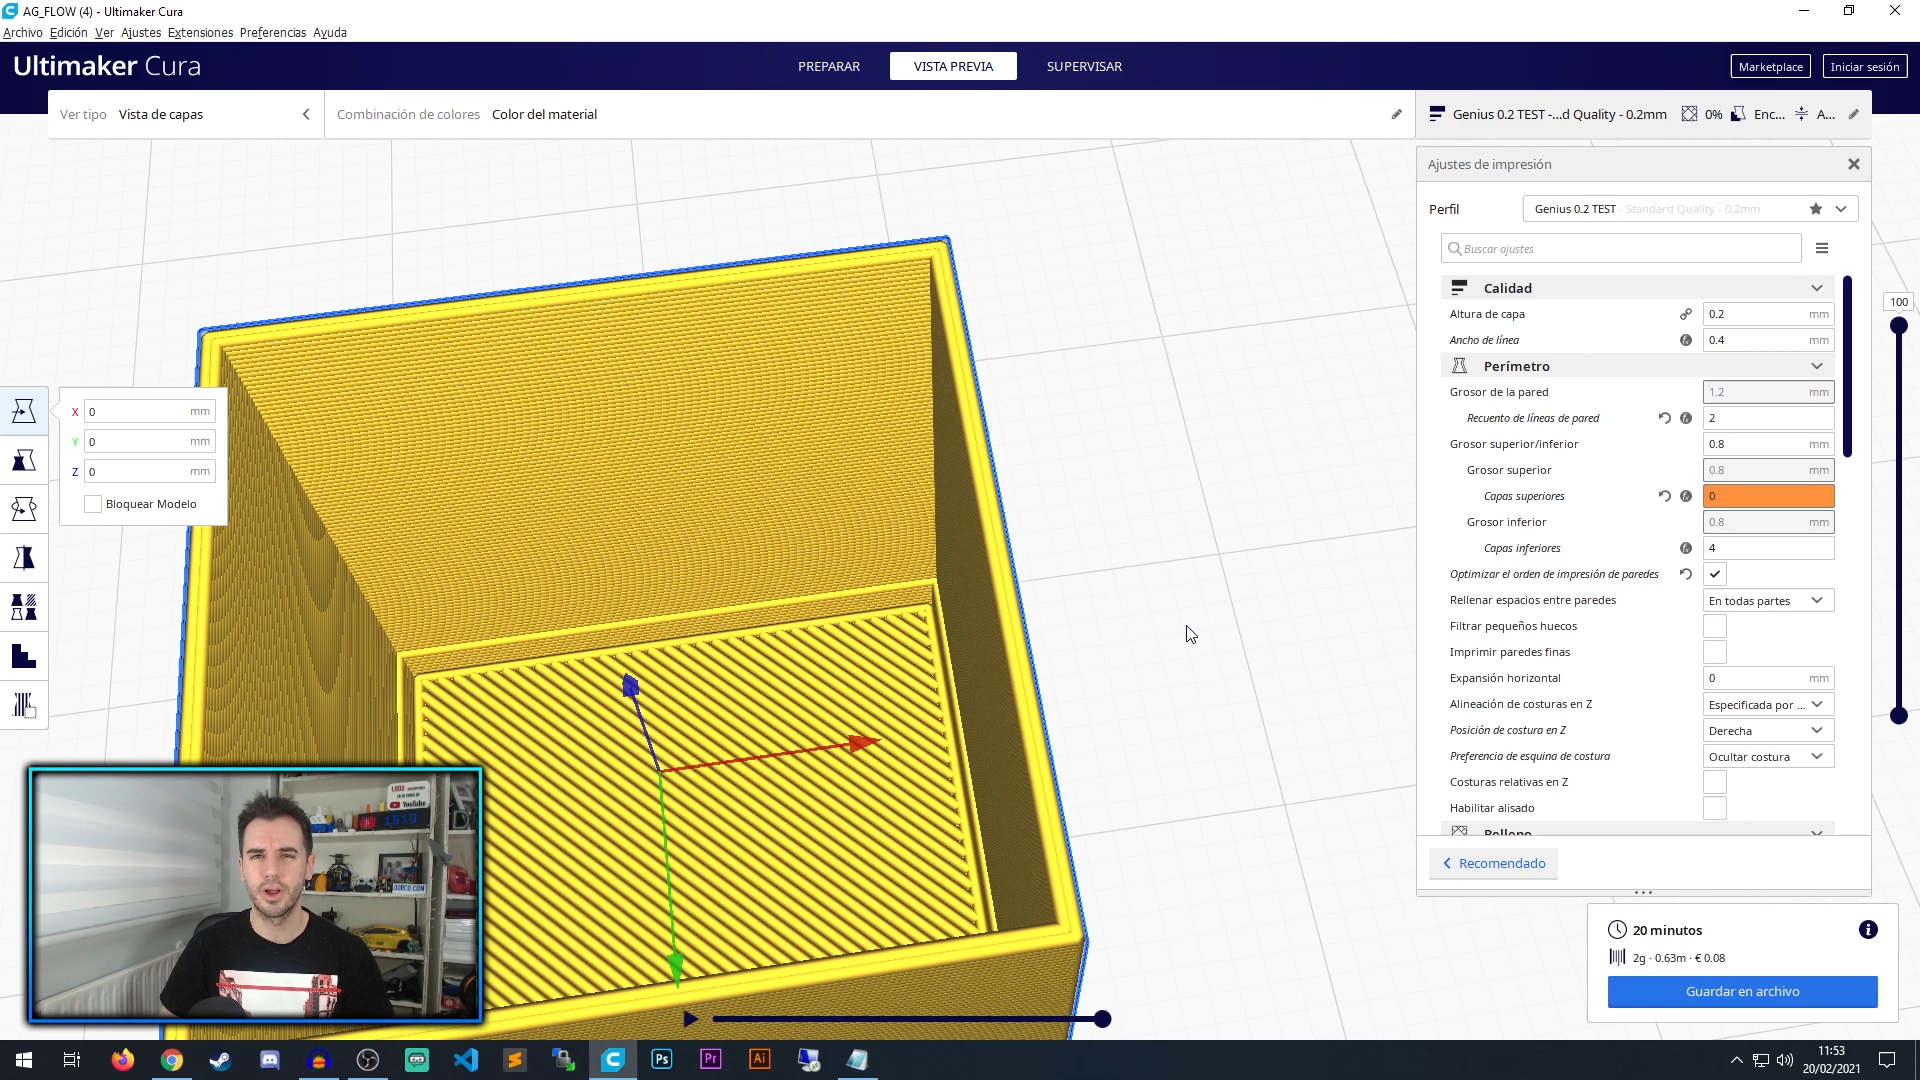 AG_FLOW (4) - Ultimaker Cura
Archivo Edición Ver Ajustes Extensiones Preferencias Ayuda
Ultimaker Cura
PREPARAR
VISTA PREVIA
SUPERVISAR
Marketplace
Iniciar sesión
Ver tipo Vista de capas
Combinación de colores Color del material
Genius 0.2 TEST -...d Quality - 0.2mm
0%
Enc...
A...
Ajustes de impresión
Perfil
Genius 0.2 TEST - Standard Quality - 0.2mm
Buscar ajustes
Calidad
Altura de capa 0.2 mm
Ancho de línea 0.4 mm
Perímetro
Grosor de la pared 1.2 mm
Recuento de líneas de pared 2
Grosor superior/inferior 0.8 mm
Grosor superior 0.8 mm
Capas superiores 0
Grosor inferior 0.8 mm
Capas inferiores 4
Optimizar el orden de impresión de paredes
Rellenar espacios entre paredes En todas partes
Filtrar pequeños huecos
Imprimir paredes finas
Expansión horizontal 0 mm
Alineación de costuras en Z Especificada por ...
Posición de costura en Z Derecha
Preferencia de esquina de costura Ocultar costura
Costuras relativas en Z
Habilitar alisado
Relleno
Recomendado
100
X 0 mm
Y 0 mm
Z 0 mm
Bloquear Modelo
1.000
YouTube
1510
20 minutos
2g · 0.63m · € 0.08
Guardar en archivo
Ps
Pr
Ai
11:53
20/02/2021